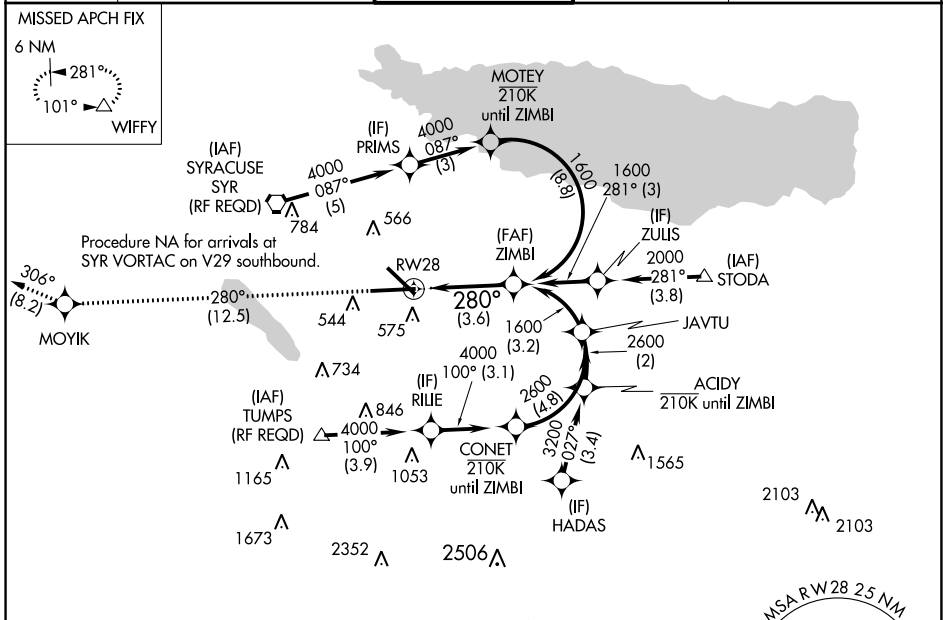 MISSED APCH FIX
6 NM
281°
101°
WIFFY
MOTEY
210K
until ZIMBI
(IF)
PRIMS
4000
087°
(3)
(IAF)
SYRACUSE
SYR
(RF REQD)
4000
087°
(5)
1600
(8.8)
1600
281° (3)
784
566
(IF)
ZULIS
Procedure NA for arrivals at
SYR VORTAC on V29 southbound.
(FAF)
ZIMBI
2000
281°
(3.8)
(IAF)
STODA
RW28
306°
(8.2)
280°
(12.5)
280°
(3.6)
MOYIK
544
575
1600
(3.2)
JAVTU
2600
(2)
734
4000
100° (3.1)
(IF)
RILIE
ACIDY
210K until ZIMBI
(IAF)
TUMPS
(RF REQD)
846
2600
(4.8)
4000
100°
(3.9)
CONET
210K
until ZIMBI
3200
027°
(3.4)
1053
1165
1565
(IF)
HADAS
2103
2103
1673
2352
2506
MSA RW28 25 NM